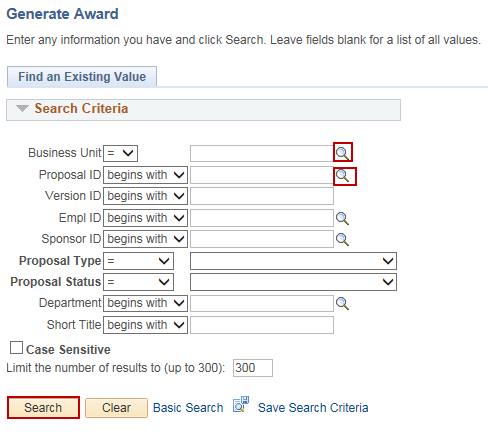 Generate Award
Enter any information you have and click Search. Leave fields blank for a list of all values.
Find an Existing Value
Search Criteria
Business Unit =
Proposal ID begins with
Version ID begins with
Empl ID begins with
Sponsor ID begins with
Proposal Type =
Proposal Status =
Department begins with
Short Title begins with
Case Sensitive
Limit the number of results to (up to 300): 300
Search Clear Basic Search Save Search Criteria